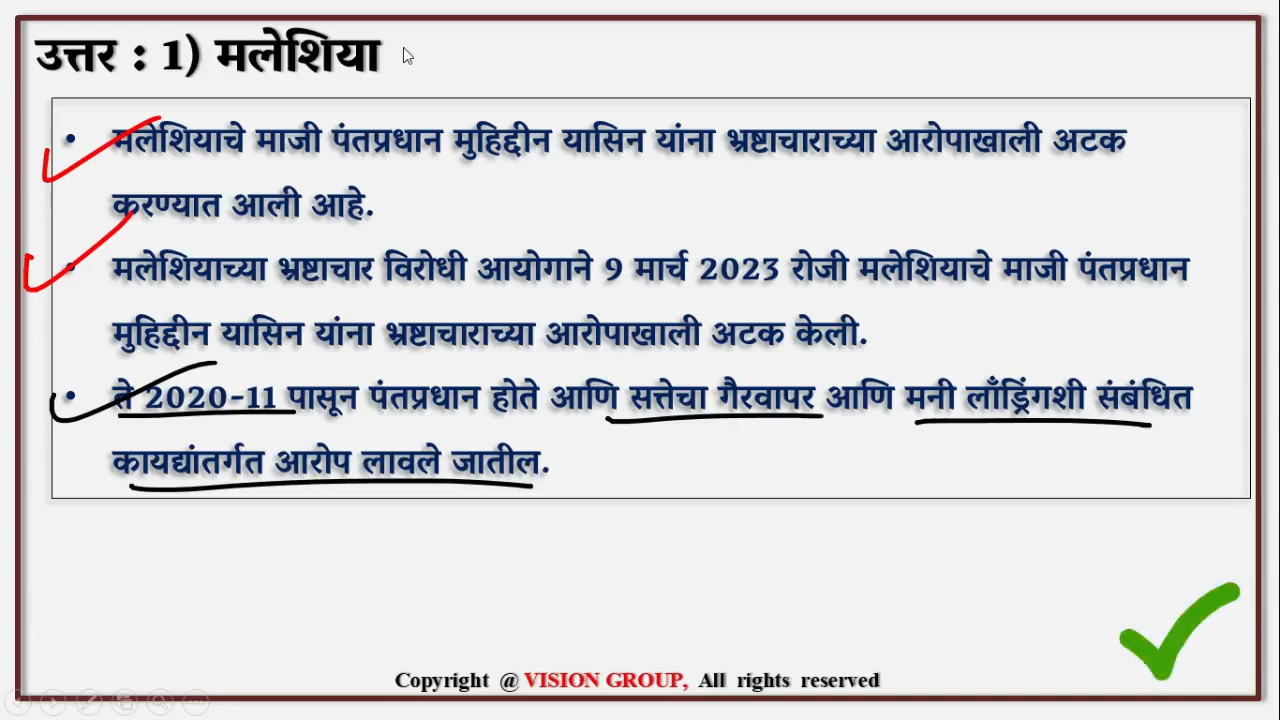 उत्तर : 1) मलेशिया
• मलेशियाचे माजी पंतप्रधान मुहिद्दीन यासिन यांना भ्रष्टाचाराच्या आरोपाखाली अटक
करण्यात आली आहे.
• मलेशियाच्या भ्रष्टाचार विरोधी आयोगाने 9 मार्च 2023 रोजी मलेशियाचे माजी पंतप्रधान
मुहिद्दीन यासिन यांना भ्रष्टाचाराच्या आरोपाखाली अटक केली.
• ते 2020-11 पासून पंतप्रधान होते आणि सत्तेचा गैरवापर आणि मनी लाँड्रिंगशी संबंधित
कायद्यांतर्गत आरोप लावले जातील.
Copyright @ VISION GROUP, All rights reserved